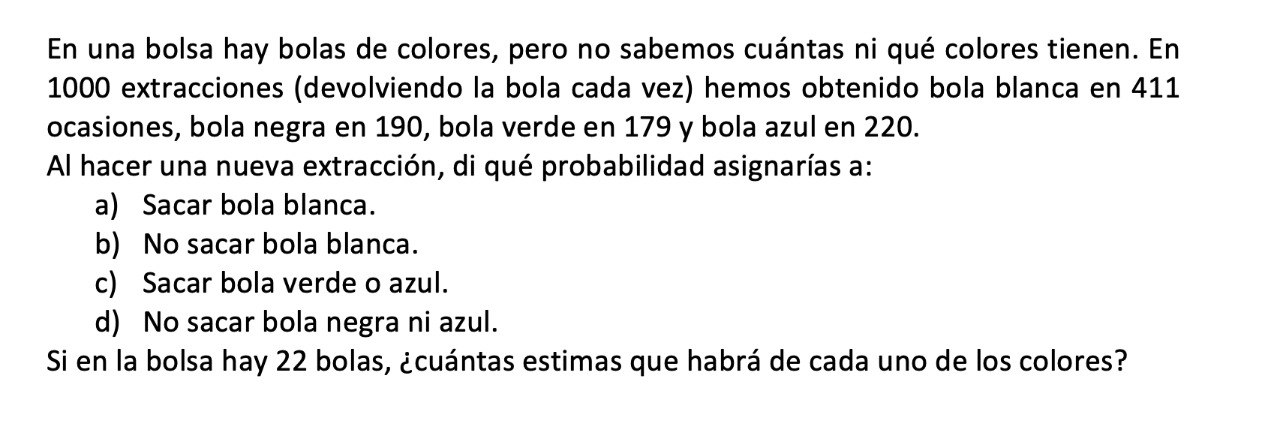 En una bolsa hay bolas de colores, pero no sabemos cuántas ni qué colores tienen. En
1000 extracciones (devolviendo la bola cada vez) hemos obtenido bola blanca en 411
ocasiones, bola negra en 190, bola verde en 179 y bola azul en 220.
Al hacer una nueva extracción, di qué probabilidad asignarías a:
a) Sacar bola blanca.
b) No sacar bola blanca.
c) Sacar bola verde o azul.
d) No sacar bola negra ni azul.
Si en la bolsa hay 22 bolas, ¿cuántas estimas que habrá de cada uno de los colores?